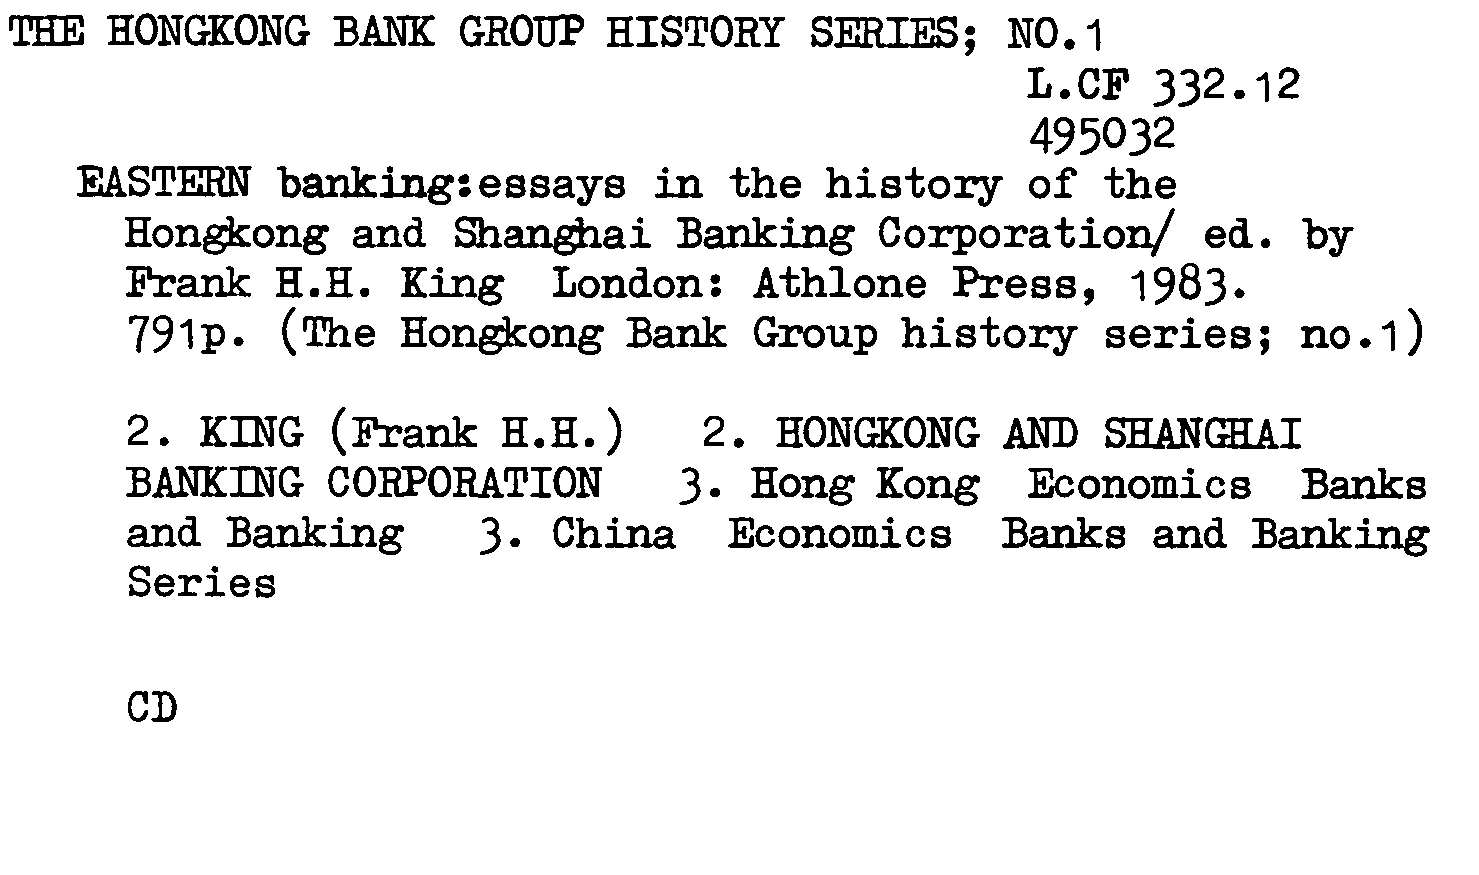 THE HONGKONG BANK GROUP HISTORY SERIES; NO.1
L.CF 332.12
495032
EASTERN banking:essays in the history of the
Hongkong and Shanghai Banking Corporation/ ed. by
Frank H.H. King London: Athlone Press, 1983.
791p. (The Hongkong Bank Group history series; no.1)
2. KING (Frank H.H.) 2. HONGKONG AND SHANGHAI
BANKING CORPORATION 3. Hong Kong Economics Banks
and Banking 3. China Economics Banks and Banking
Series
CD